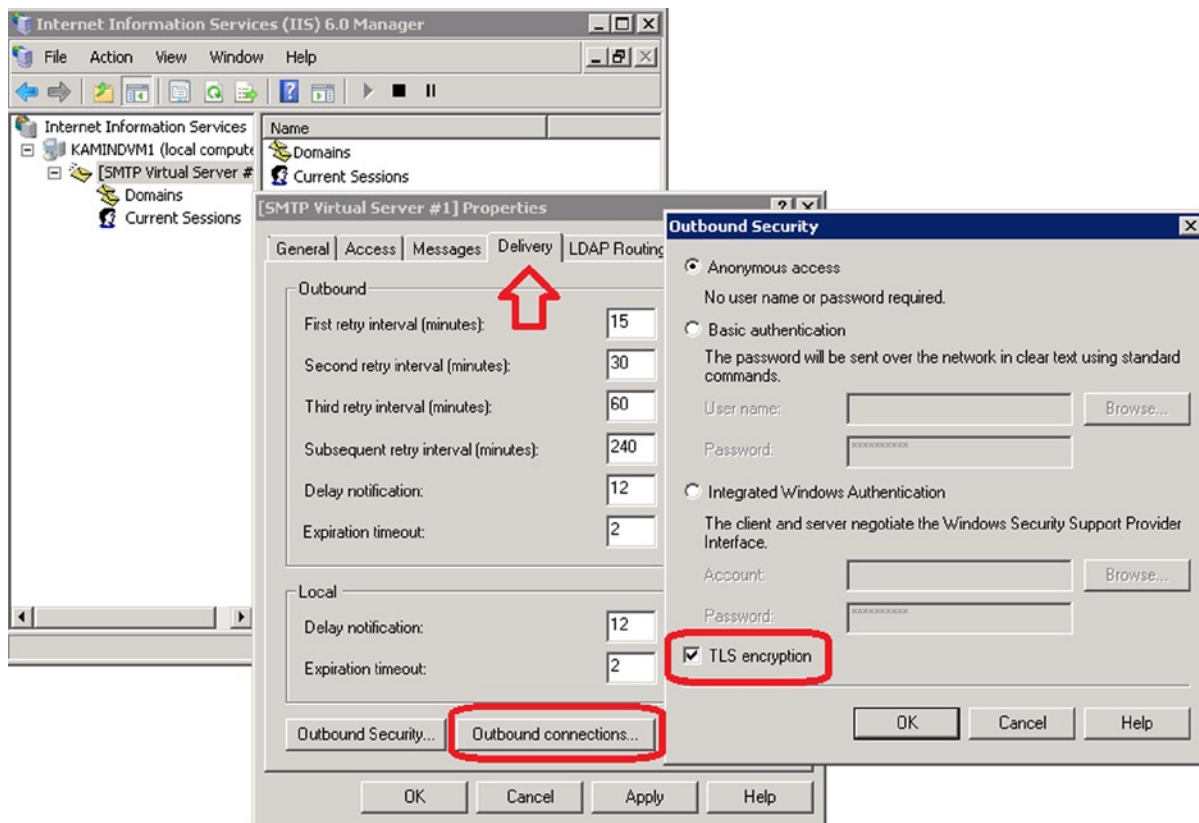 Internet Information Services (IIS) 6.0 Manager
File Action View Window Help
Internet Information Services
KAMINDVM1 (local compute
[SMTP Virtual Server #
Domains
Current Sessions
Name
Domains
Current Sessions
[SMTP Virtual Server #1] Properties
General Access Messages Delivery LDAP Routing
Outbound
First retry interval (minutes): 15
Second retry interval (minutes): 30
Third retry interval (minutes): 60
Subsequent retry interval (minutes): 240
Delay notification: 12
Expiration timeout: 2
Local
Delay notification: 12
Expiration timeout: 2
Outbound Security... Outbound connections...
OK Cancel Apply Help
Outbound Security
Anonymous access
No user name or password required.
Basic authentication
The password will be sent over the network in clear text using standard
commands.
User name: Browse...
Password: xxxxxxxxxx
Integrated Windows Authentication
The client and server negotiate the Windows Security Support Provider
Interface.
Account: Browse...
Password: xxxxxxxxxx
TLS encryption
OK Cancel Help